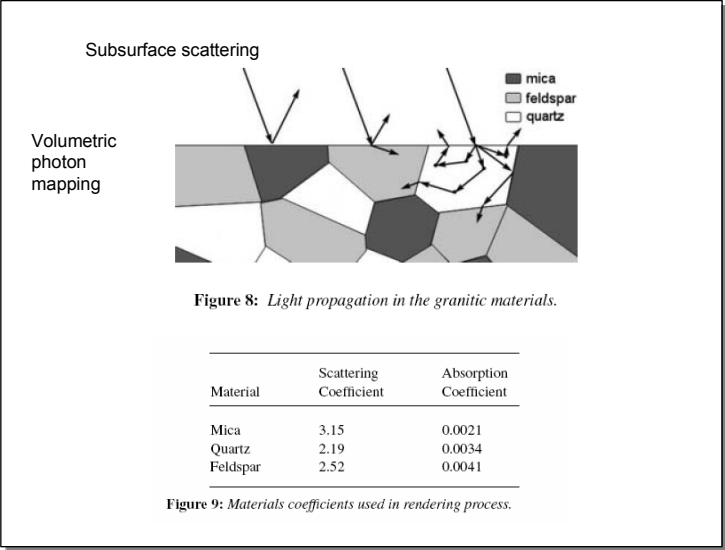 Subsurface scattering
mica
feldspar
quartz
Volumetric
photon
mapping
Figure 8: Light propagation in the granitic materials.
Scattering Absorption
Material Coefficient Coefficient
Mica 3.15 0.0021
Quartz 2.19 0.0034
Feldspar 2.52 0.0041
Figure 9: Materials coefficients used in rendering process.